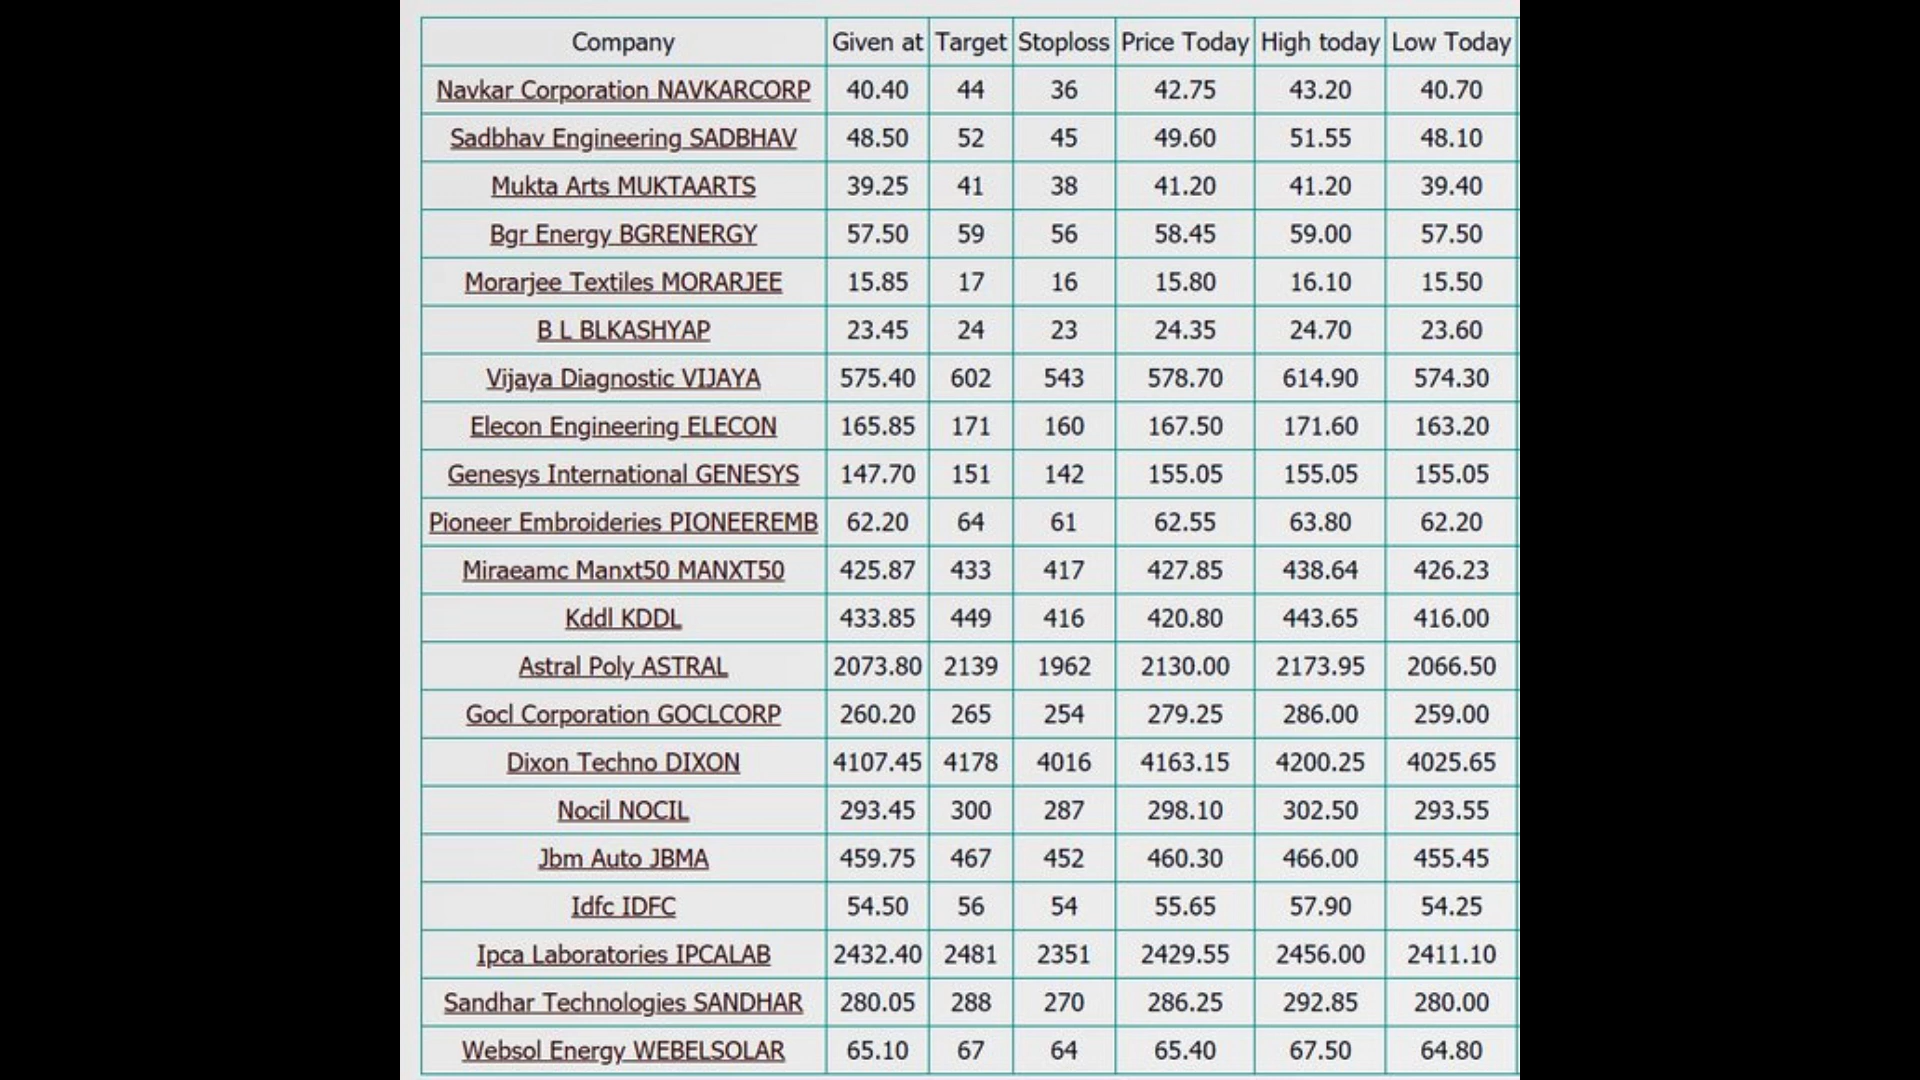 Company Given at Target Stoploss Price Today High today Low Today
Navkar Corporation NAVKARCORP 40.40 44 36 42.75 43.20 40.70
Sadbhav Engineering SADBHAV 48.50 52 45 49.60 51.55 48.10
Mukta Arts MUKTAARTS 39.25 41 38 41.20 41.20 39.40
Bgr Energy BGRENERGY 57.50 59 56 58.45 59.00 57.50
Morarjee Textiles MORARJEE 15.85 17 16 15.80 16.10 15.50
B L BLKASHYAP 23.45 24 23 24.35 24.70 23.60
Vijaya Diagnostic VIJAYA 575.40 602 543 578.70 614.90 574.30
Elecon Engineering ELECON 165.85 171 160 167.50 171.60 163.20
Genesys International GENESYS 147.70 151 142 155.05 155.05 155.05
Pioneer Embroideries PIONEEREMB 62.20 64 61 62.55 63.80 62.20
Miraeamc Manxt50 MANXT50 425.87 433 417 427.85 438.64 426.23
Kddl KDDL 433.85 449 416 420.80 443.65 416.00
Astral Poly ASTRAL 2073.80 2139 1962 2130.00 2173.95 2066.50
Gocl Corporation GOCLCORP 260.20 265 254 279.25 286.00 259.00
Dixon Techno DIXON 4107.45 4178 4016 4163.15 4200.25 4025.65
Nocil NOCIL 293.45 300 287 298.10 302.50 293.55
Jbm Auto JBMA 459.75 467 452 460.30 466.00 455.45
Idfc IDFC 54.50 56 54 55.65 57.90 54.25
Ipca Laboratories IPCALAB 2432.40 2481 2351 2429.55 2456.00 2411.10
Sandhar Technologies SANDHAR 280.05 288 270 286.25 292.85 280.00
Websol Energy WEBELSOLAR 65.10 67 64 65.40 67.50 64.80